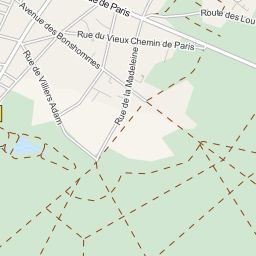 de Paris
Route des Lou
Avenue des Bonshommes
Rue du Vieux Chemin de Paris
Rue de Villiers Adam
Rue de la Madeleine